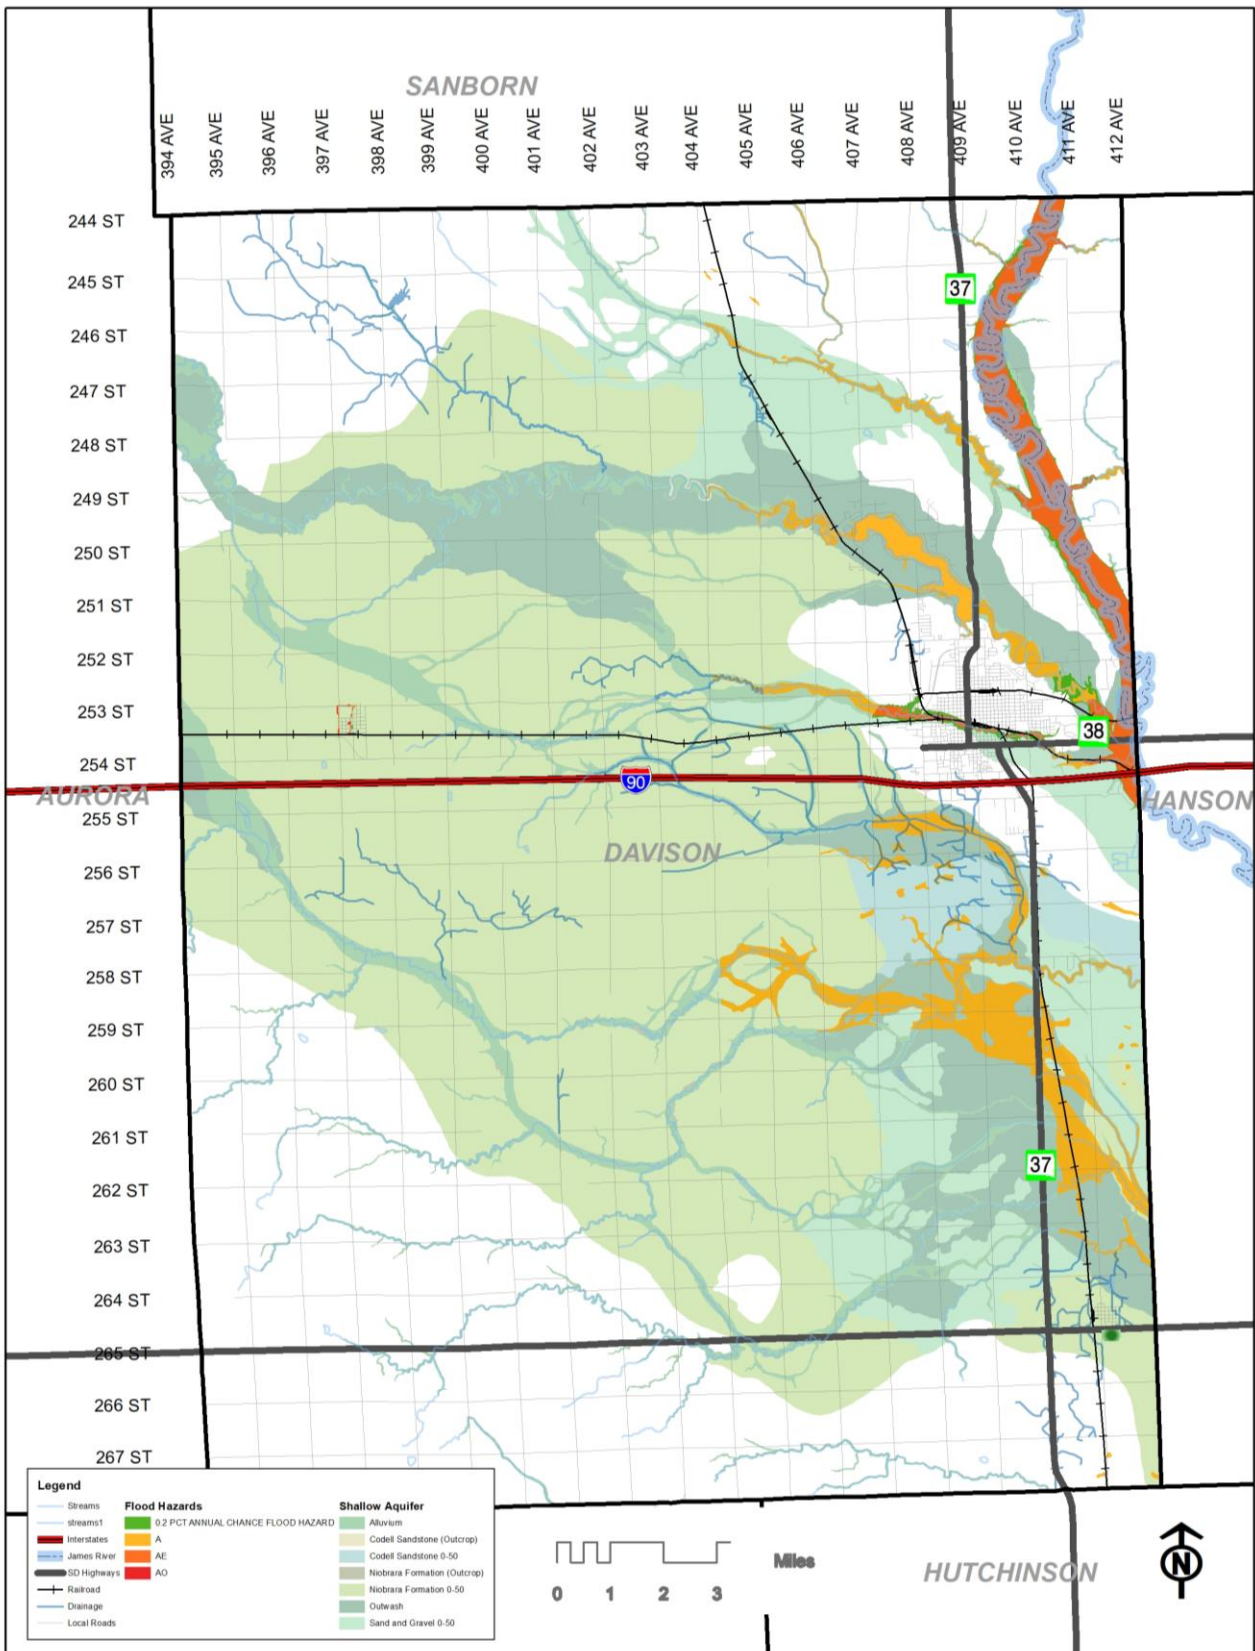 SANBORN
394 AVE
395 AVE
396 AVE
397 AVE
398 AVE
399 AVE
400 AVE
401 AVE
402 AVE
403 AVE
404 AVE
405 AVE
406 AVE
407 AVE
408 AVE
409 AVE
410 AVE
411 AVE
412 AVE
244 ST
245 ST
37
246 ST
247 ST
248 ST
249 ST
250 ST
251 ST
252 ST
253 ST
38
254 ST
90
AURORA
HANSON
255 ST
DAVISON
256 ST
257 ST
258 ST
259 ST
260 ST
261 ST
37
262 ST
263 ST
264 ST
265 ST
266 ST
267 ST
Legend
Streams
streams1
Interstates
James River
SD Highways
Railroad
Drainage
Local Roads
Flood Hazards
0.2 PCT ANNUAL CHANCE FLOOD HAZARD
A
AE
AO
Shallow Aquifer
Alluvium
Codell Sandstone (Outcrop)
Codell Sandstone 0-50
Niobrara Formation (Outcrop)
Niobrara Formation 0-50
Outwash
Sand and Gravel 0-50
Miles
0 1 2 3
HUTCHINSON
N